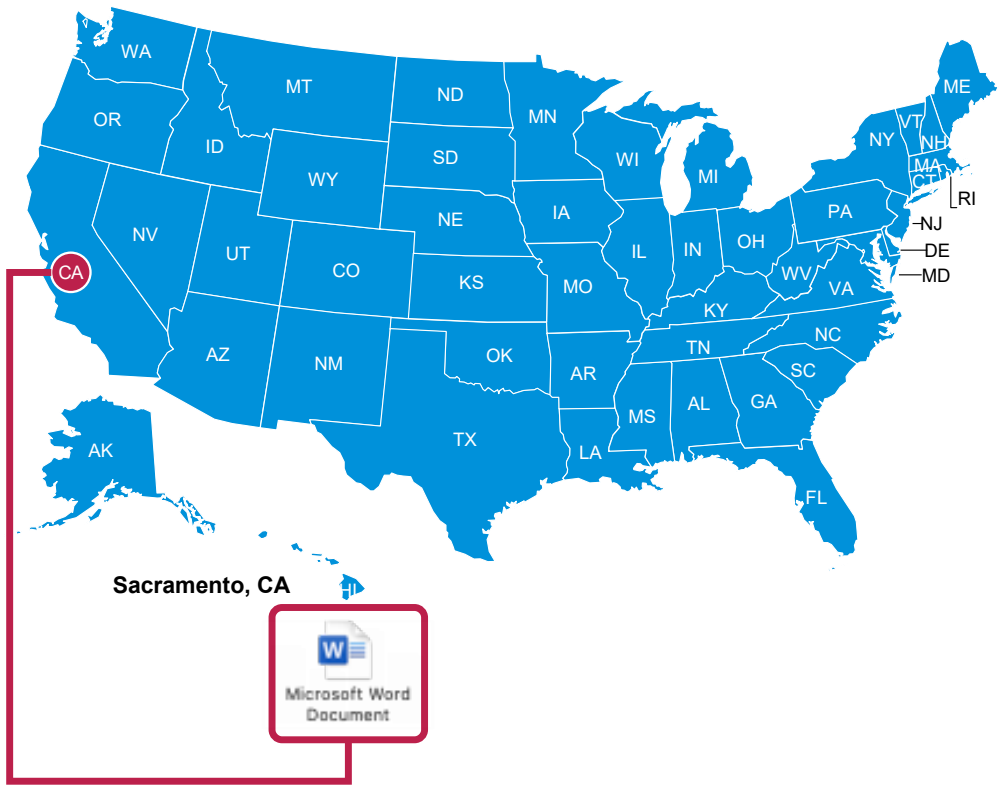 WA
MT
ND
MN
ME
OR
ID
SD
WI
MI
NY
VT
NH
MA
CT
RI
WY
NE
IA
PA
NJ
NV
UT
CO
KS
MO
IL
IN
OH
WV
VA
DE
MD
CA
KY
AZ
NM
OK
AR
TN
NC
SC
TX
LA
MS
AL
GA
FL
AK
HI
Sacramento, CA
W
Microsoft Word
Document